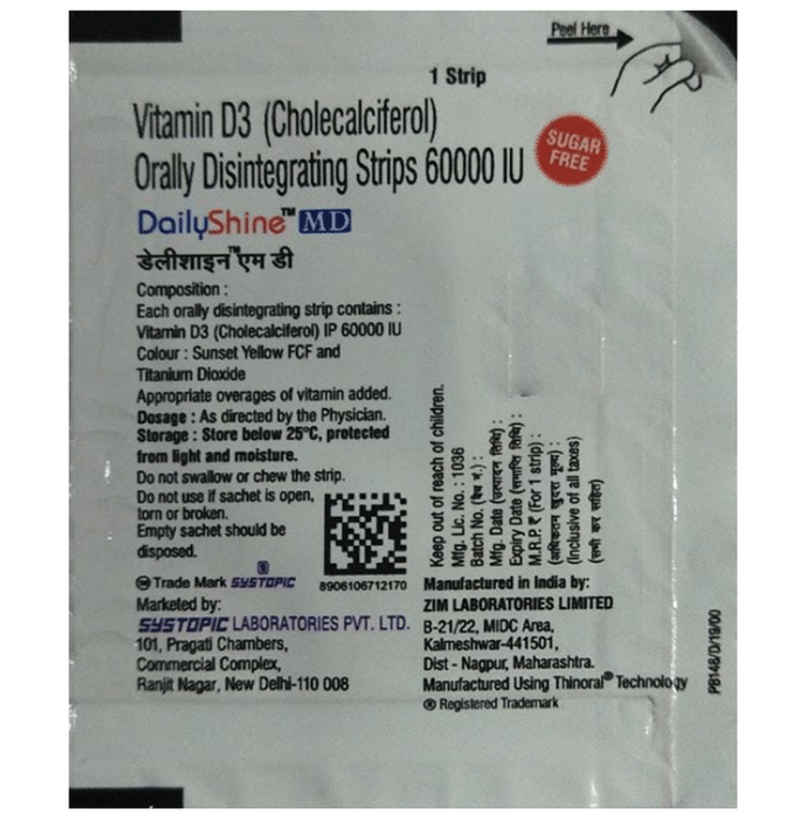 Peel Here
1 Strip
Vitamin D3 (Cholecalciferol)
Orally Disintegrating Strips 60000 IU
SUGAR
FREE
DailyShine™ MD
डेलीशाइन™ एम डी
Composition :
Each orally disintegrating strip contains :
Vitamin D3 (Cholecalciferol) IP 60000 IU
Colour : Sunset Yellow FCF and
Titanium Dioxide
Appropriate overages of vitamin added.
Dosage : As directed by the Physician.
Storage : Store below 25°C, protected
from light and moisture.
Do not swallow or chew the strip.
Do not use if sachet is open,
torn or broken.
Empty sachet should be
disposed.
Trade Mark SYSTOPIC
8906106712170
Marketed by:
SYSTOPIC LABORATORIES PVT. LTD.
101, Pragati Chambers,
Commercial Complex,
Ranjit Nagar, New Delhi-110 008
Keep out of reach of children.
Mfg. Lic. No. : 1036
Batch No. (बैच नं.) :
Mfg. Date (उत्पादन तिथि) :
Expiry Date (समाप्ति तिथि) :
M.R.P. ₹ (For 1 strip) :
(अधिकतम खुदरा मूल्य) :
(Inclusive of all taxes)
(सभी कर सहित)
Manufactured in India by:
ZIM LABORATORIES LIMITED
B-21/22, MIDC Area,
Kalmeshwar-441501,
Dist - Nagpur, Maharashtra.
Manufactured Using Thinoral® Technology
® Registered Trademark
PB148/D/19/00